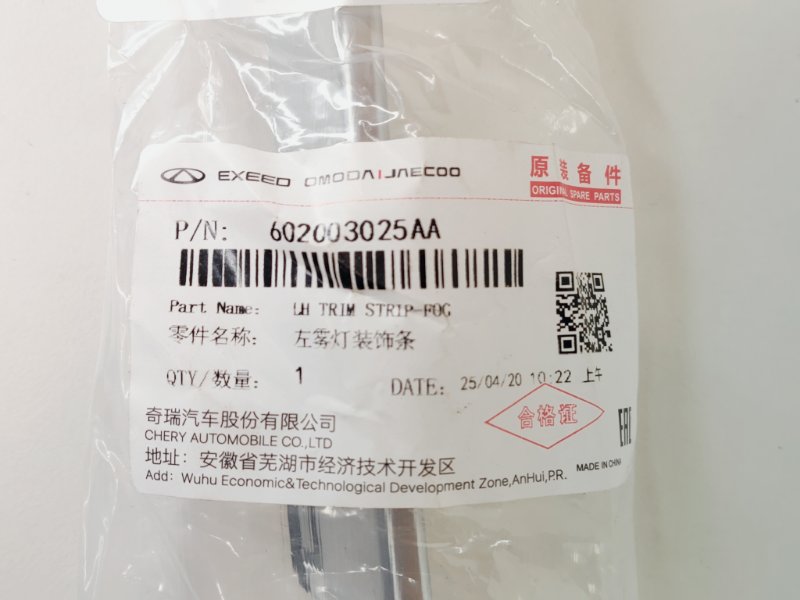 EXEED OMODA | JAECOO
原装备件
ORIGINAL SPARE PARTS
P/N: 602003025AA
Part Name: LH TRIM STRIP-FOG
零件名称: 左雾灯装饰条
QTY/数量: 1
DATE: 25/04/20 10:22 上午
合格证
EAC
奇瑞汽车股份有限公司
CHERY AUTOMOBILE CO.,LTD
地址: 安徽省芜湖市经济技术开发区
MADE IN CHINA
Add: Wuhu Economic&Technological Development Zone,AnHui,P.R.